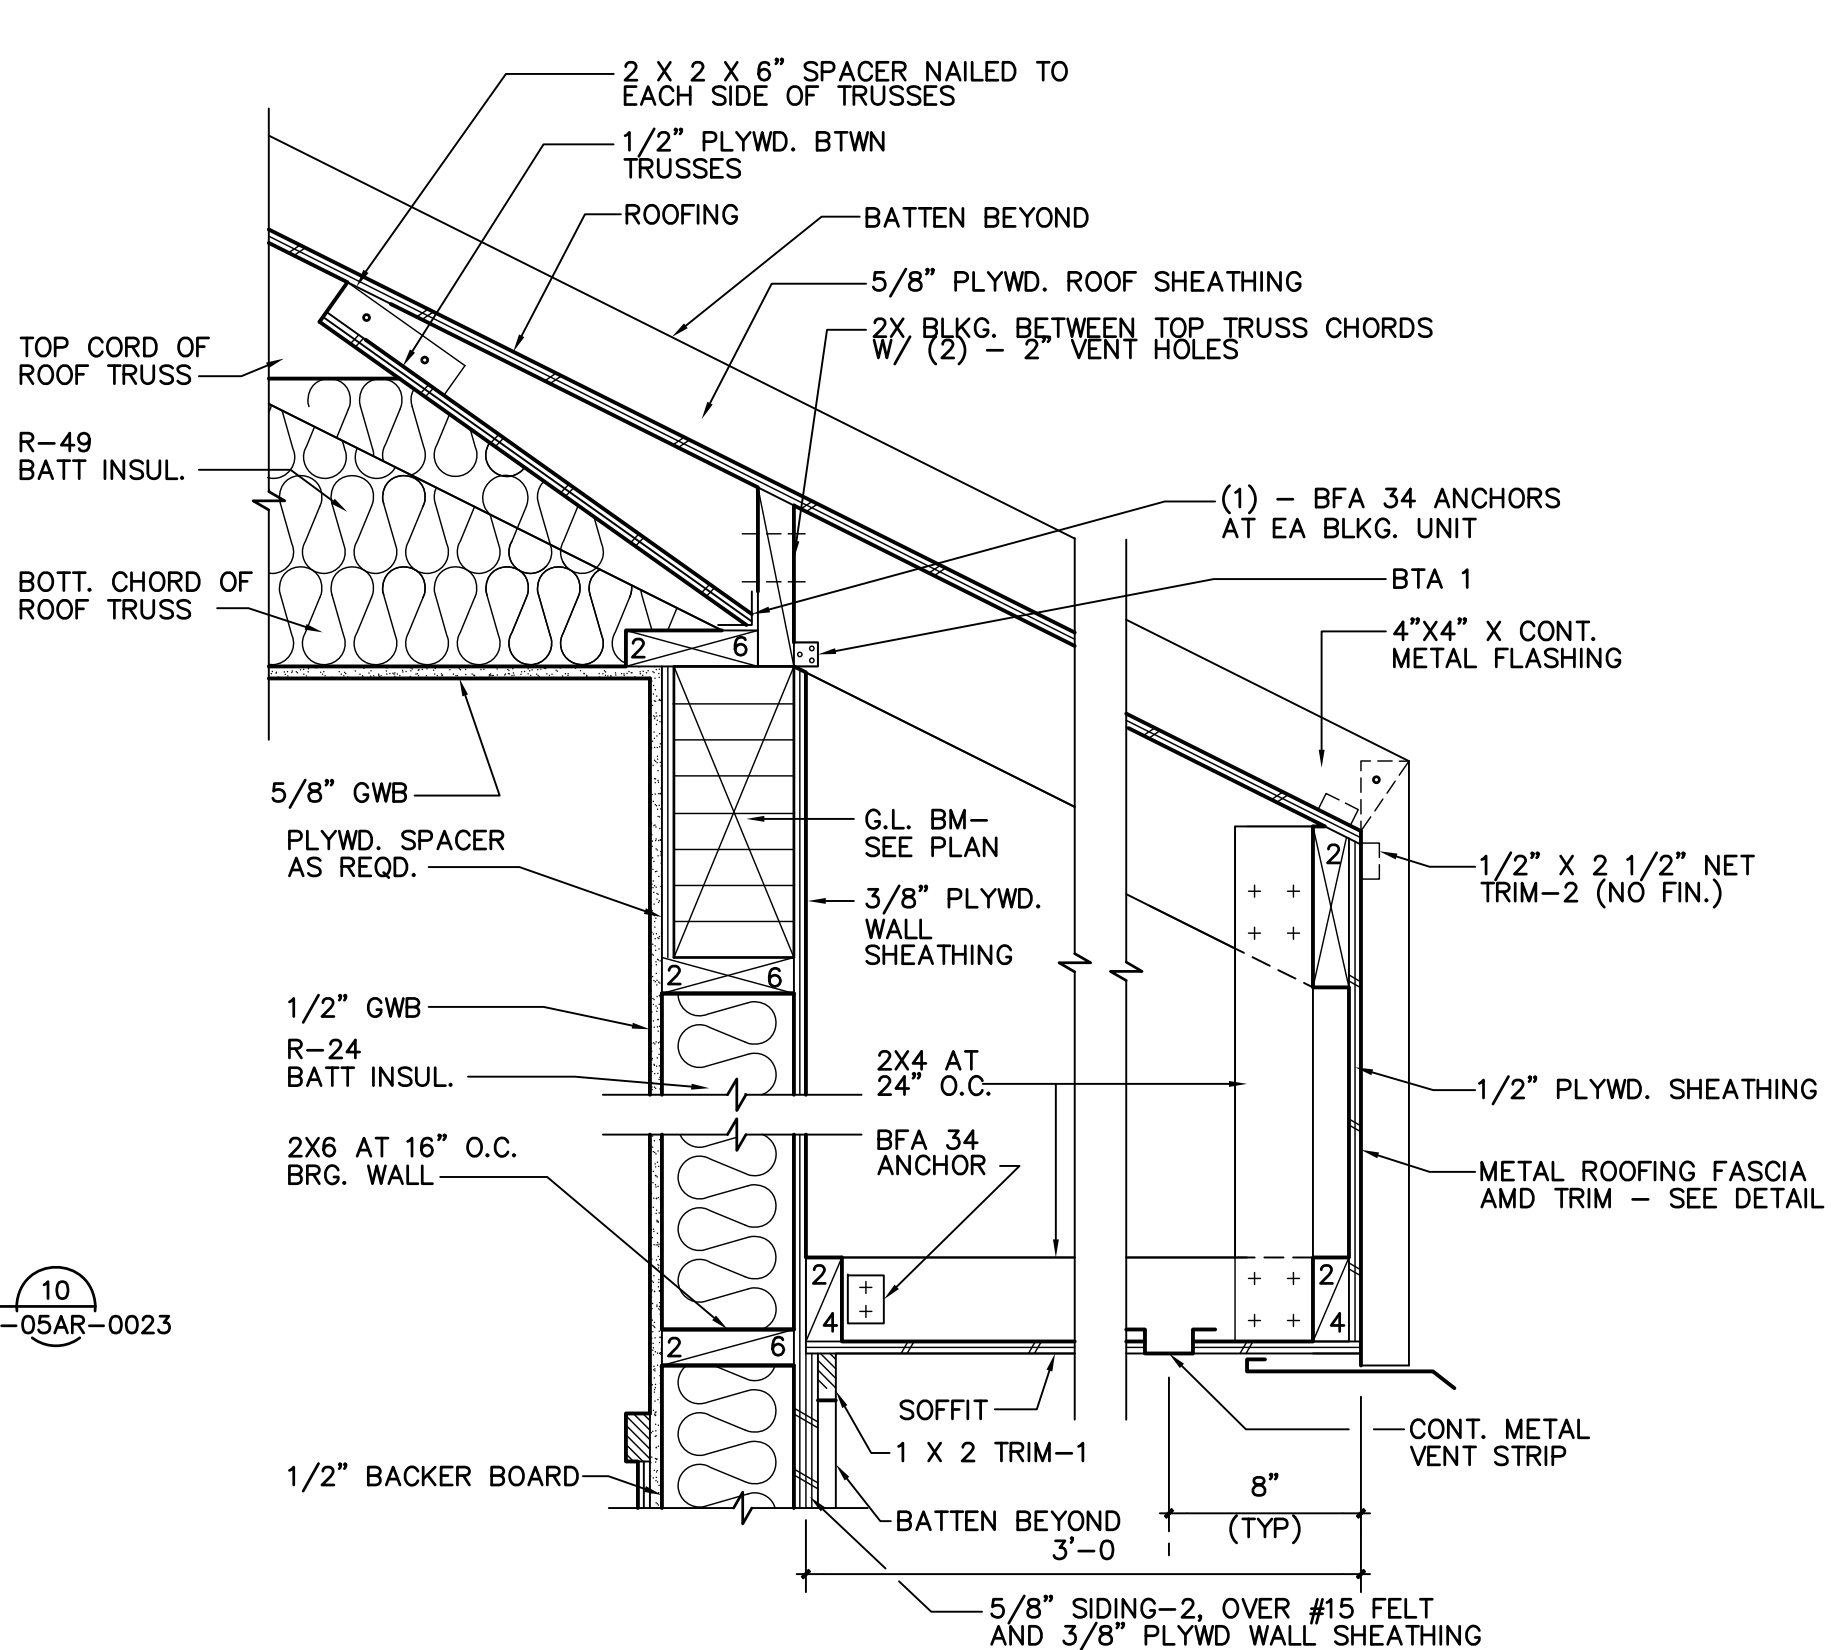 2 X 2 X 6" SPACER NAILED TO
EACH SIDE OF TRUSSES
1/2" PLYWD. BTWN
TRUSSES
ROOFING
BATTEN BEYOND
5/8" PLYWD. ROOF SHEATHING
2X BLKG. BETWEEN TOP TRUSS CHORDS
W/ (2) - 2" VENT HOLES
TOP CORD OF
ROOF TRUSS
R-49
BATT INSUL.
(1) - BFA 34 ANCHORS
AT EA BLKG. UNIT
BOTT. CHORD OF
ROOF TRUSS
BTA 1
4"X4" X CONT.
METAL FLASHING
2 6
5/8" GWB
PLYWD. SPACER
AS REQD.
G.L. BM-
SEE PLAN
2
1/2" X 2 1/2" NET
TRIM-2 (NO FIN.)
3/8" PLYWD.
WALL
SHEATHING
2 6
1/2" GWB
R-24
BATT INSUL.
2X4 AT
24" O.C.
1/2" PLYWD. SHEATHING
2X6 AT 16" O.C.
BRG. WALL
BFA 34
ANCHOR
METAL ROOFING FASCIA
AMD TRIM - SEE DETAIL
10
-05AR-0023
2
4
2
4
2 6
SOFFIT
1 X 2 TRIM-1
CONT. METAL
VENT STRIP
1/2" BACKER BOARD
8"
(TYP)
BATTEN BEYOND
3'-0
5/8" SIDING-2, OVER #15 FELT
AND 3/8" PLYWD WALL SHEATHING